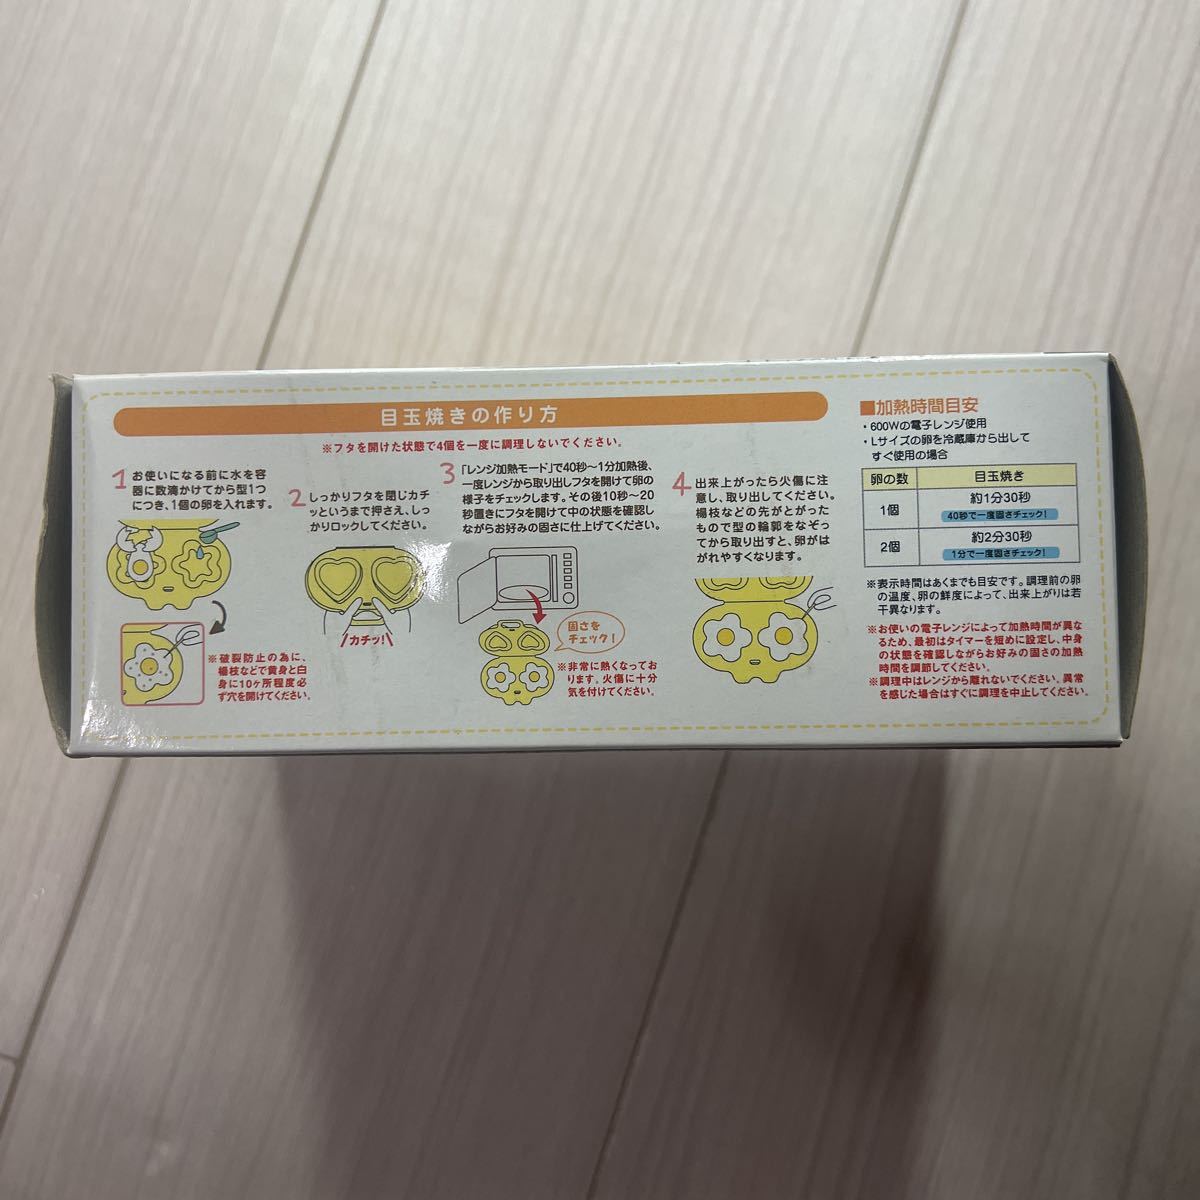 目玉焼きの作り方
※フタを開けた状態で4個を一度に調理しないでください。
1
お使いになる前に水を容
器に数滴かけてから型1つ
につき、1個の卵を入れます。
※破裂防止の為に、
楊枝などで黄身と白
身に10ヶ所程度必
ず穴を開けてください。
2
しっかりフタを閉じカチ
ッというまで押さえ、しっ
かりロックしてください。
カチッ!
3
「レンジ加熱モード」で40秒~1分加熱後、
一度レンジから取り出しフタを開けて卵の
様子をチェックします。その後10秒~20
秒置きにフタを開けて中の状態を確認し
ながらお好みの固さに仕上げてください。
固さを
チェック!
※非常に熱くなってお
ります。火傷に十分
気を付けてください。
4
出来上がったら火傷に注
意し、取り出してください。
楊枝などの先がとがった
もので型の輪郭をなぞっ
てから取り出すと、卵がは
がれやすくなります。
■加熱時間目安
・600Wの電子レンジ使用
・Lサイズの卵を冷蔵庫から出して
すぐ使用の場合
卵の数 目玉焼き
1個 約1分30秒
40秒で一度固さチェック!
2個 約2分30秒
1分で一度固さチェック!
※表示時間はあくまでも目安です。調理前の卵
の温度、卵の鮮度によって、出来上がりは若
干異なります。
※お使いの電子レンジによって加熱時間が異な
るため、最初はタイマーを短めに設定し、中身
の状態を確認しながらお好みの固さの加熱
時間を調節してください。
※調理中はレンジから離れないでください。異常
を感じた場合はすぐに調理を中止してください。